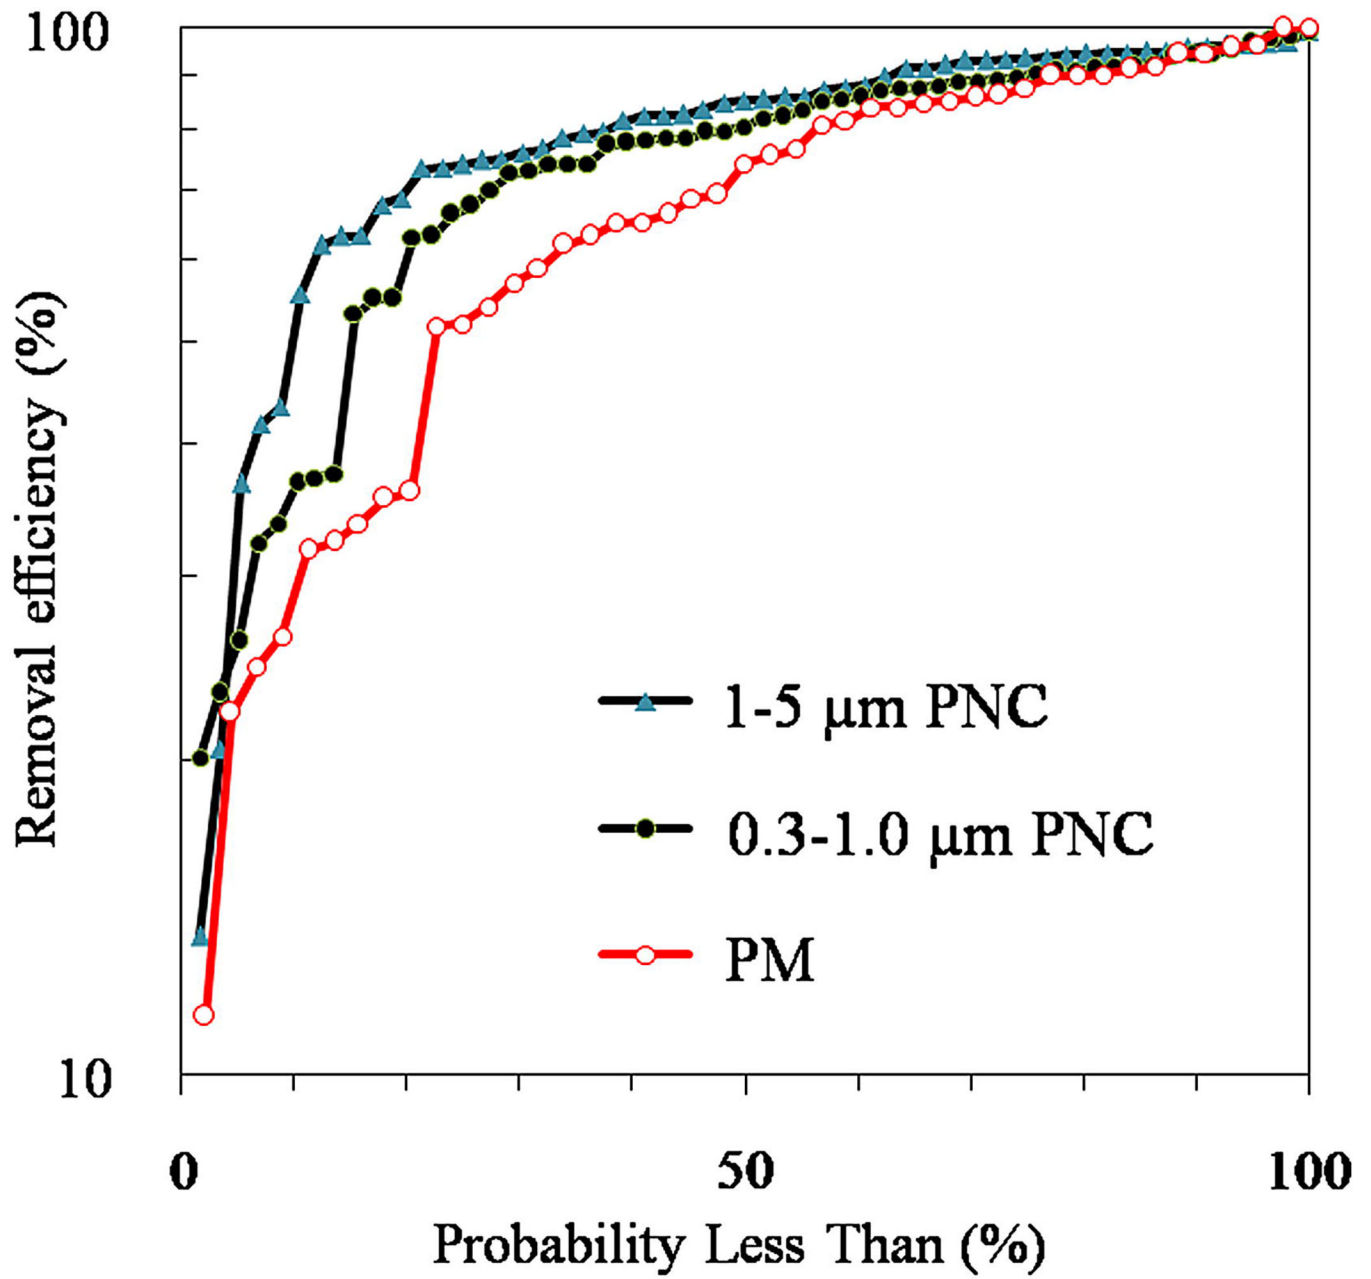 100
Removal efficiency (%)
1-5 μm PNC
0.3-1.0 μm PNC
PM
10
0 50 100
Probability Less Than (%)